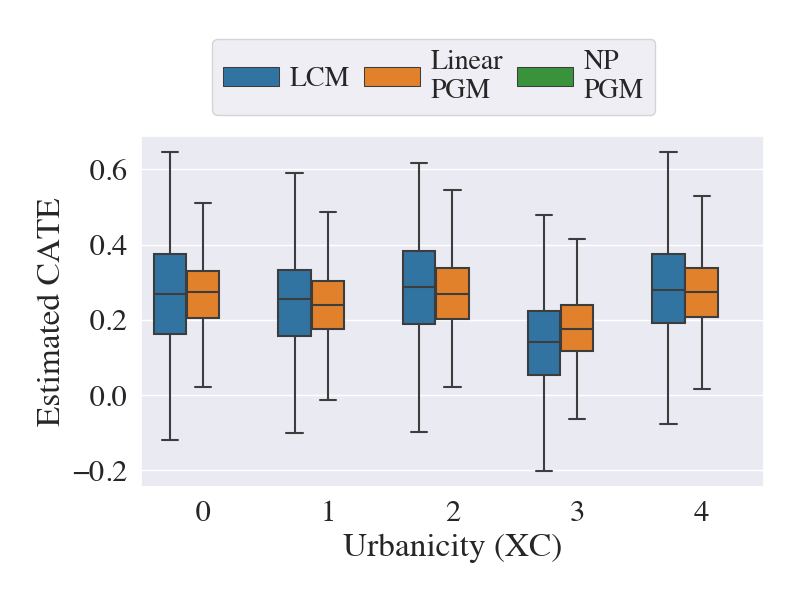 LCM
Linear
PGM
NP
PGM
Estimated CATE
0.6
0.4
0.2
0.0
−0.2
0 1 2 3 4
Urbanicity (XC)